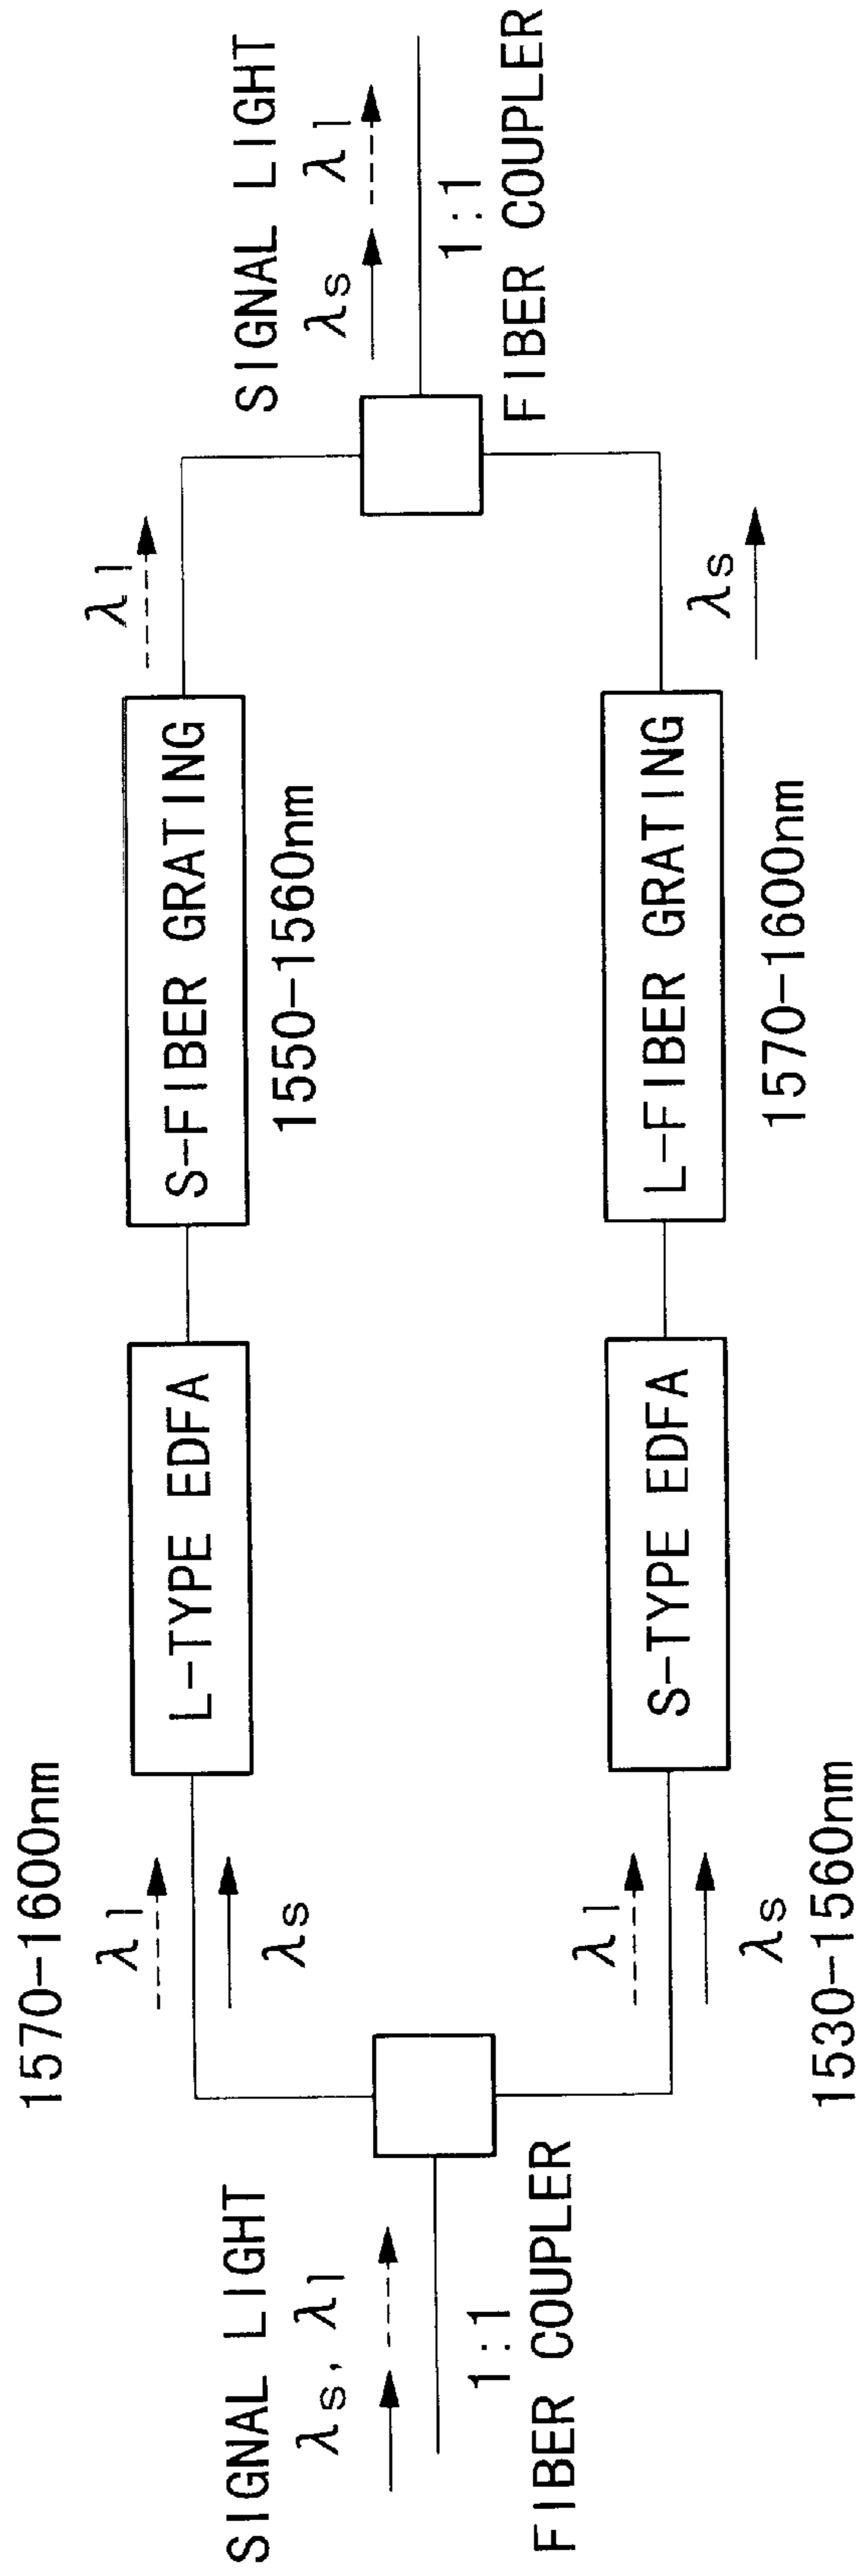 SIGNAL LIGHT
λs, λl
1:1
FIBER COUPLER
1570-1600nm
λl
λs
L-TYPE EDFA
S-FIBER GRATING
1550-1560nm
λl
λl
λs
1530-1560nm
S-TYPE EDFA
L-FIBER GRATING
1570-1600nm
λs
SIGNAL LIGHT
λs λl
1:1
FIBER COUPLER